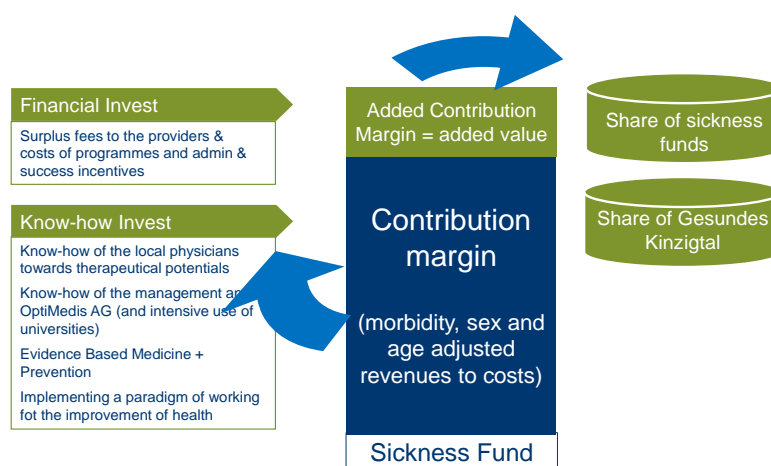 Financial Invest
Surplus fees to the providers &
costs of programmes and admin &
success incentives
Know-how Invest
Know-how of the local physicians
towards therapeutical potentials
Know-how of the management
OptiMedis AG (and intensive use of
universities)
Evidence Based Medicine +
Prevention
Implementing a paradigm of working
fot the improvement of health
Added Contribution
Margin = added value
Contribution
margin
(morbidity, sex and
age adjusted
revenues to costs)
Sickness Fund
Share of sickness
funds
Share of Gesundes
Kinzigtal